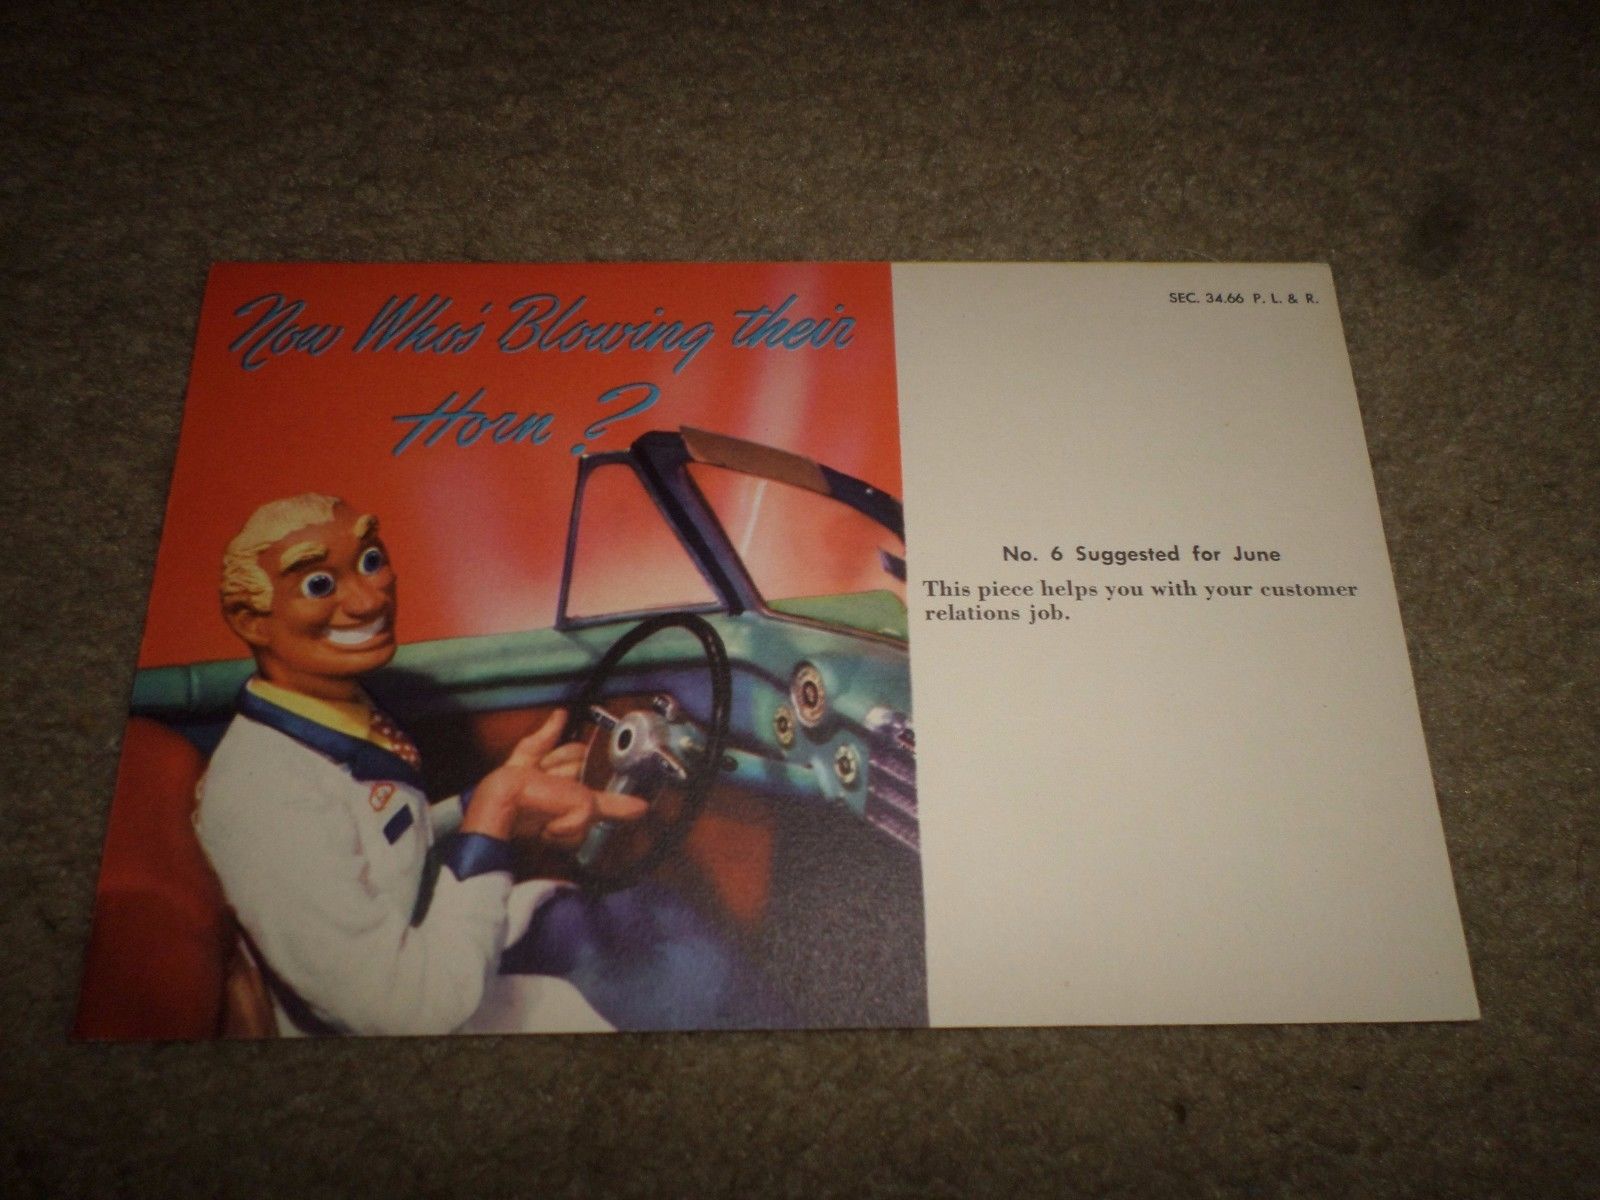 Now Who's Blowing their
Horn?
SEC. 34.66 P. L. & R.
No. 6 Suggested for June
This piece helps you with your customer
relations job.